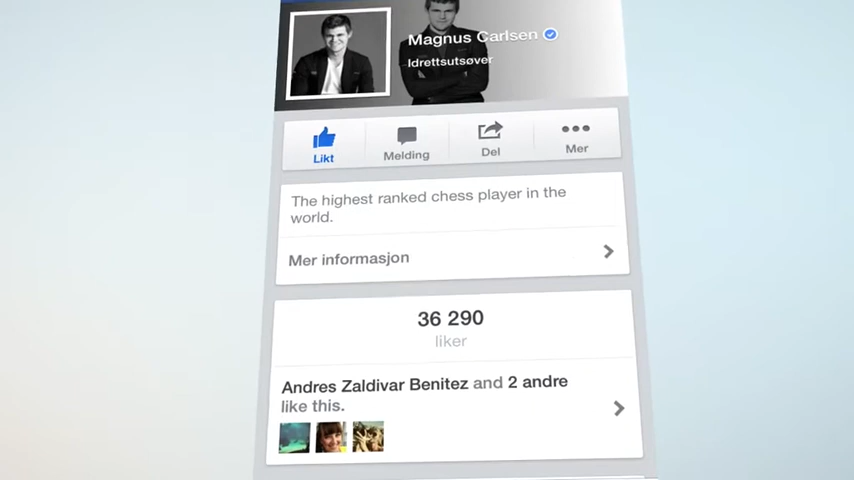 Magnus Carlsen
Idrettsutsøver
Likt
Melding
Del
Mer
The highest ranked chess player in the
world.
Mer informasjon
36 290
liker
Andres Zaldivar Benitez and 2 andre
like this.